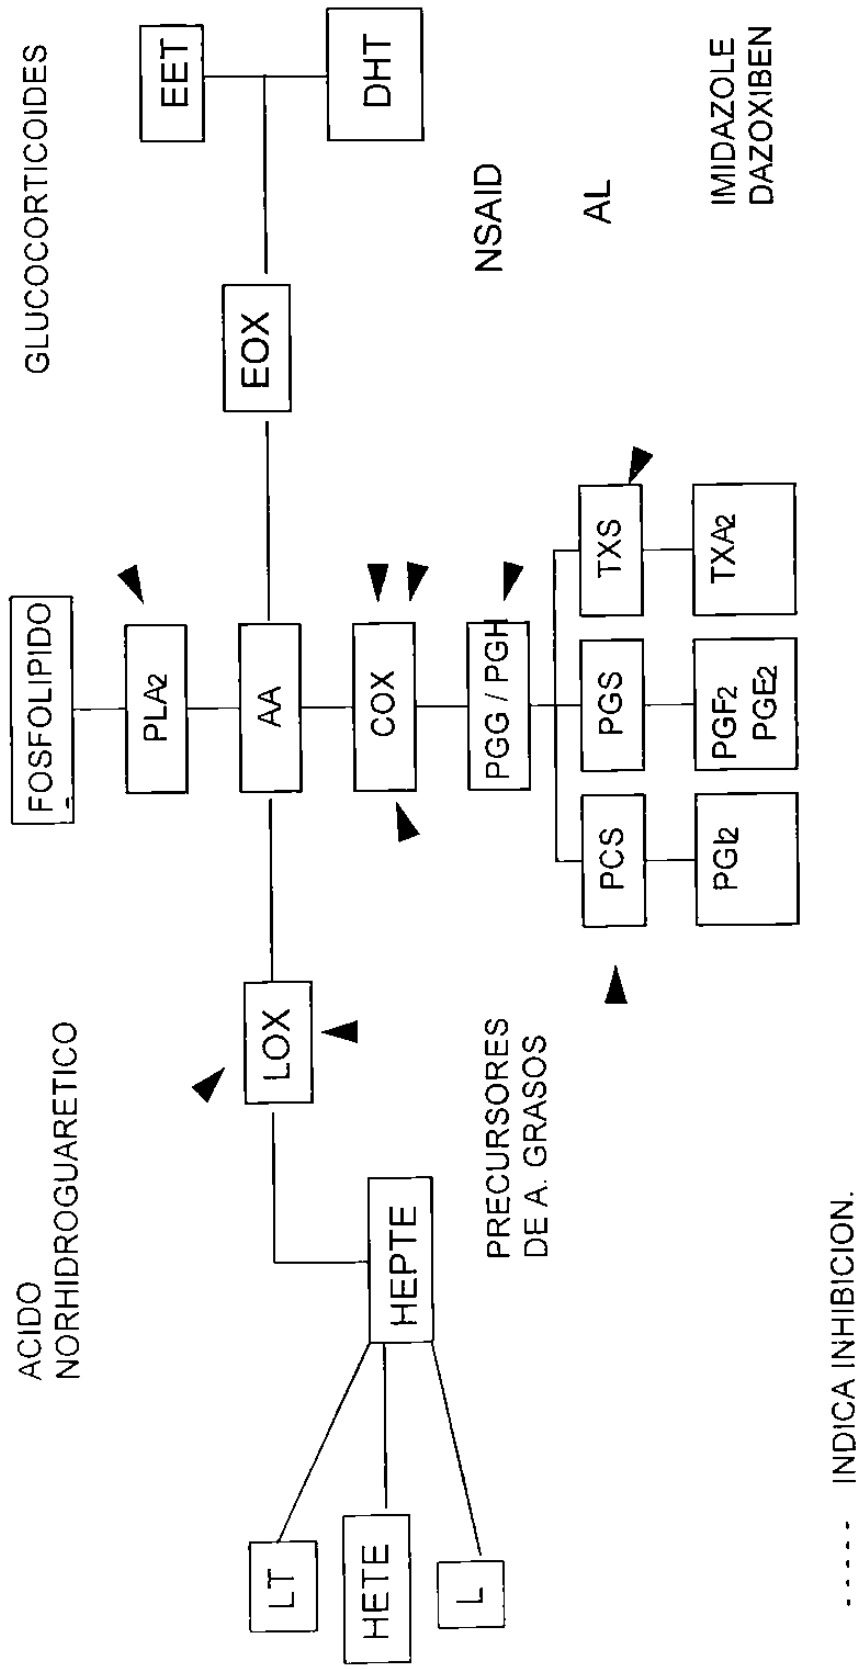 ACIDO
NORHIDROGUARETICO
FOSFOLIPIDO
GLUCOCORTICOIDES
PLA2
EET
LT
LOX
AA
EOX
DHT
HETE
HEPTE
COX
L
PRECURSORES
DE A. GRASOS
PGG / PGH
NSAID
PCS
PGS
TXS
AL
PGI2
PGF2
PGE2
TXA2
IMIDAZOLE
DAZOXIBEN
----- INDICA INHIBICION.